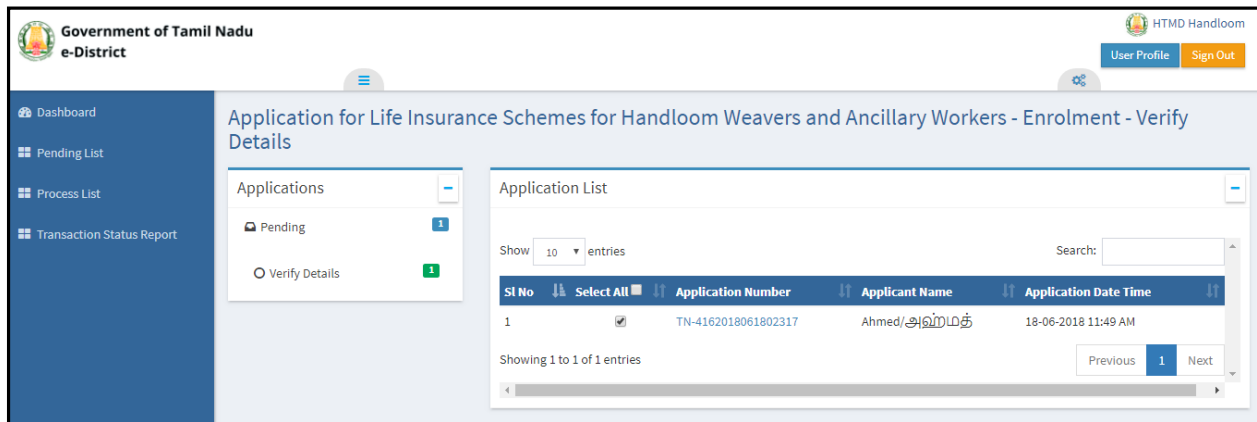 Government of Tamil Nadu
e-District
HTMD Handloom
User Profile
Sign Out
Dashboard
Pending List
Process List
Transaction Status Report
Application for Life Insurance Schemes for Handloom Weavers and Ancillary Workers - Enrolment - Verify
Details
Applications
Pending 1
Verify Details 1
Application List
Show 10 entries Search:
Sl No Select All Application Number Applicant Name Application Date Time
1 TN-4162018061802317 Ahmed/அஹ்மத் 18-06-2018 11:49 AM
Showing 1 to 1 of 1 entries Previous 1 Next